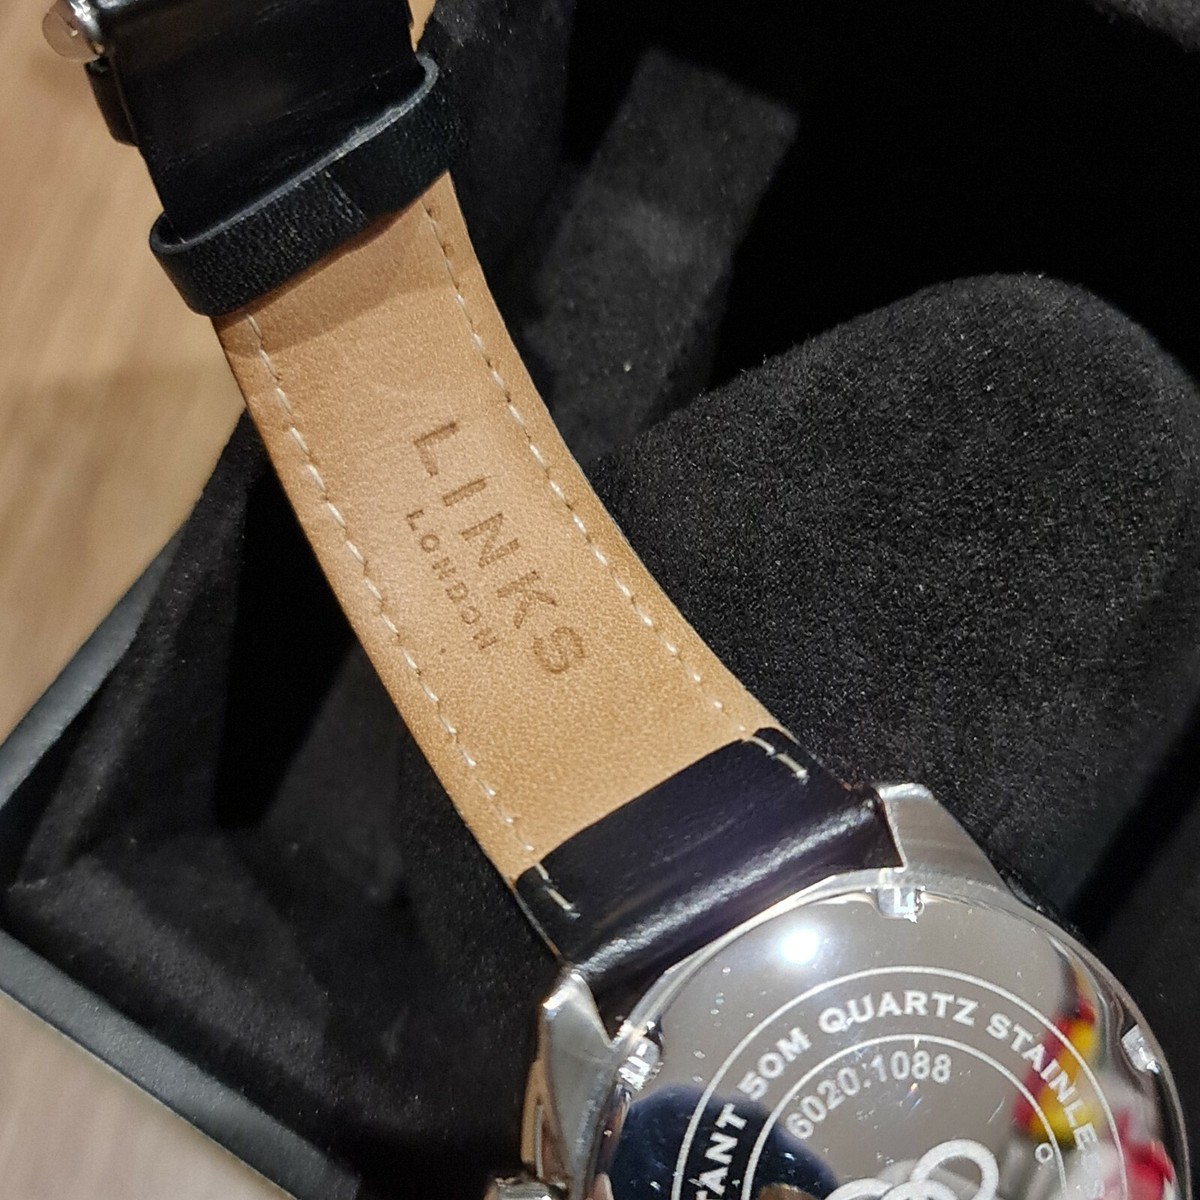 LINKS
LONDON
TANT 50M QUARTZ STAINLE
6020.1088